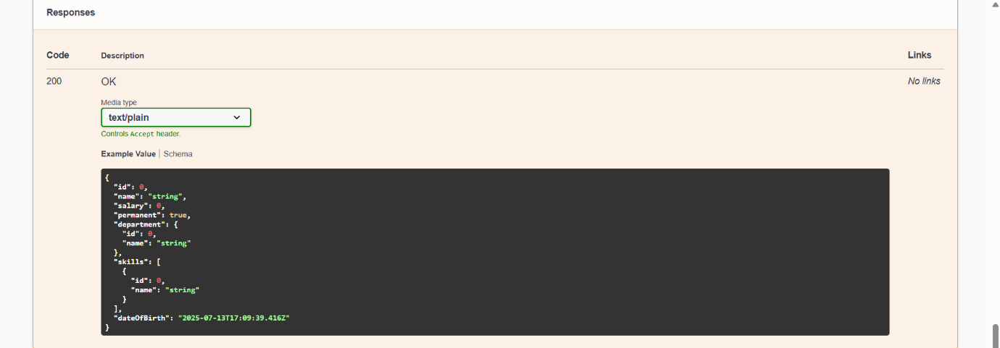 Responses
Code Description Links
200 OK No links
Media type
text/plain
Controls Accept header.
Example Value | Schema
{
  "id": 0,
  "name": "string",
  "salary": 0,
  "permanent": true,
  "department": {
    "id": 0,
    "name": "string"
  },
  "skills": [
    {
      "id": 0,
      "name": "string"
    }
  ],
  "dateOfBirth": "2025-07-13T17:09:39.416Z"
}